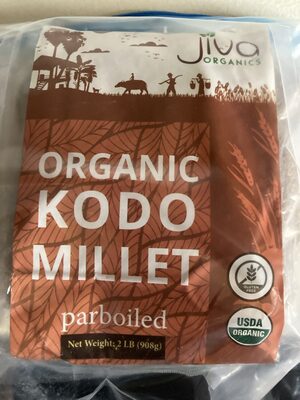 Jiva
ORGANICS
ORGANIC
KODO
MILLET
GLUTEN
FREE
parboiled
USDA
ORGANIC
Net Weight: 2 LB (908g)